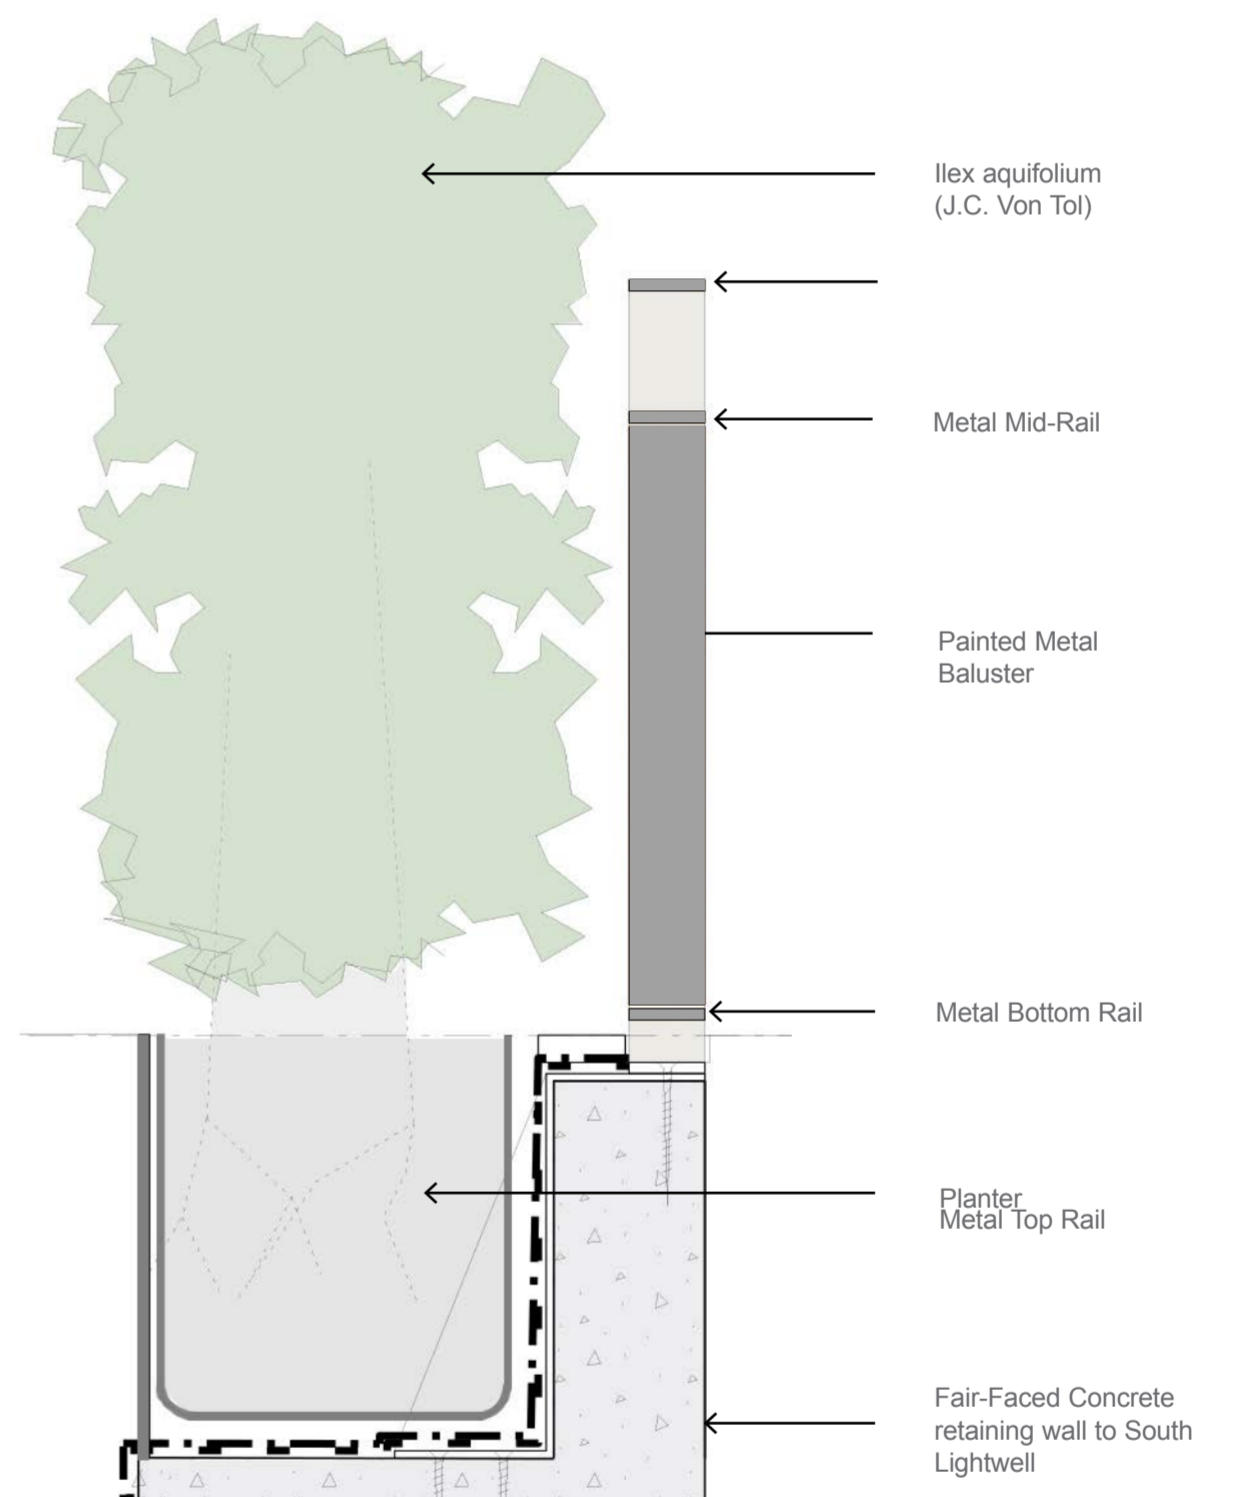 Ilex aquifolium
(J.C. Von Tol)
Metal Mid-Rail
Painted Metal
Baluster
Metal Bottom Rail
Planter
Metal Top Rail
Fair-Faced Concrete
retaining wall to South
Lightwell